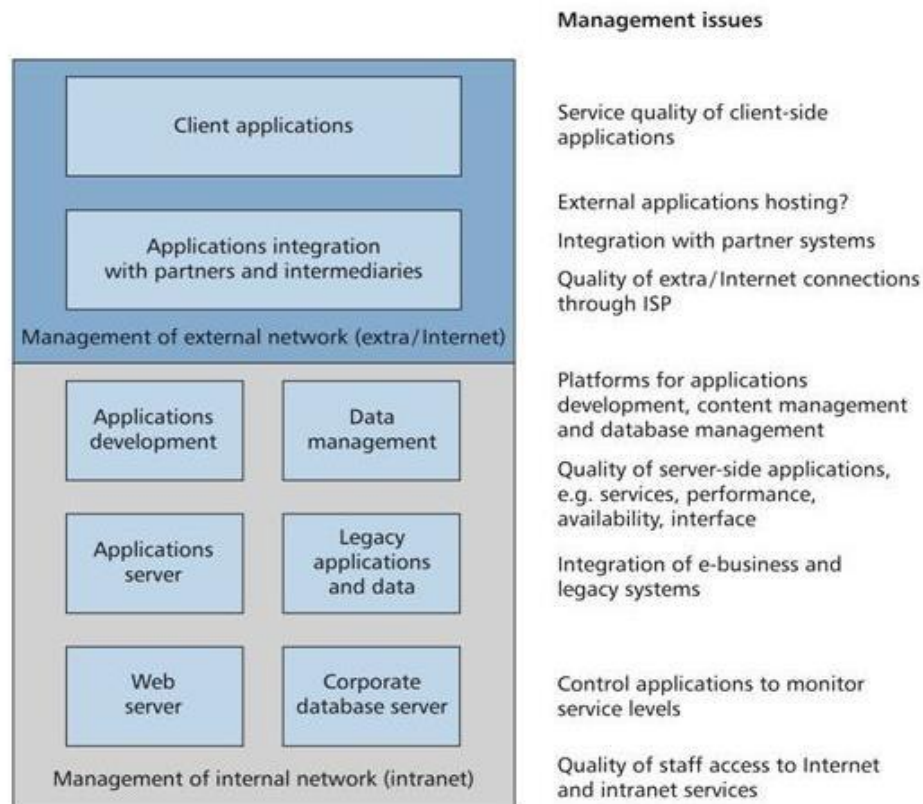 Management issues
Client applications
Service quality of client-side
applications
External applications hosting?
Applications integration
with partners and intermediaries
Integration with partner systems
Quality of extra/Internet connections
through ISP
Management of external network (extra/Internet)
Applications
development
Data
management
Platforms for applications
development, content management
and database management
Quality of server-side applications,
e.g. services, performance,
availability, interface
Applications
server
Legacy
applications
and data
Integration of e-business and
legacy systems
Web
server
Corporate
database server
Control applications to monitor
service levels
Management of internal network (intranet)
Quality of staff access to Internet
and intranet services